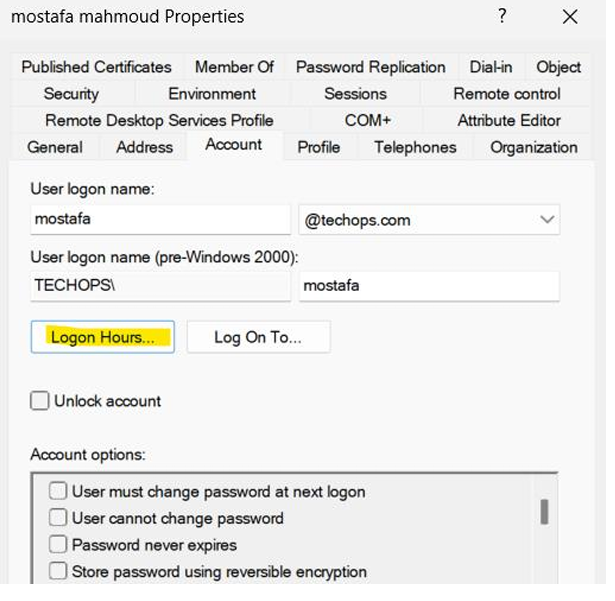 mostafa mahmoud Properties ? ×
Published Certificates Member Of Password Replication Dial-in Object
Security Environment Sessions Remote control
Remote Desktop Services Profile COM+ Attribute Editor
General Address Account Profile Telephones Organization
User logon name:
mostafa @techops.com
User logon name (pre-Windows 2000):
TECHOPS\ mostafa
Logon Hours... Log On To...
Unlock account
Account options:
User must change password at next logon
User cannot change password
Password never expires
Store password using reversible encryption